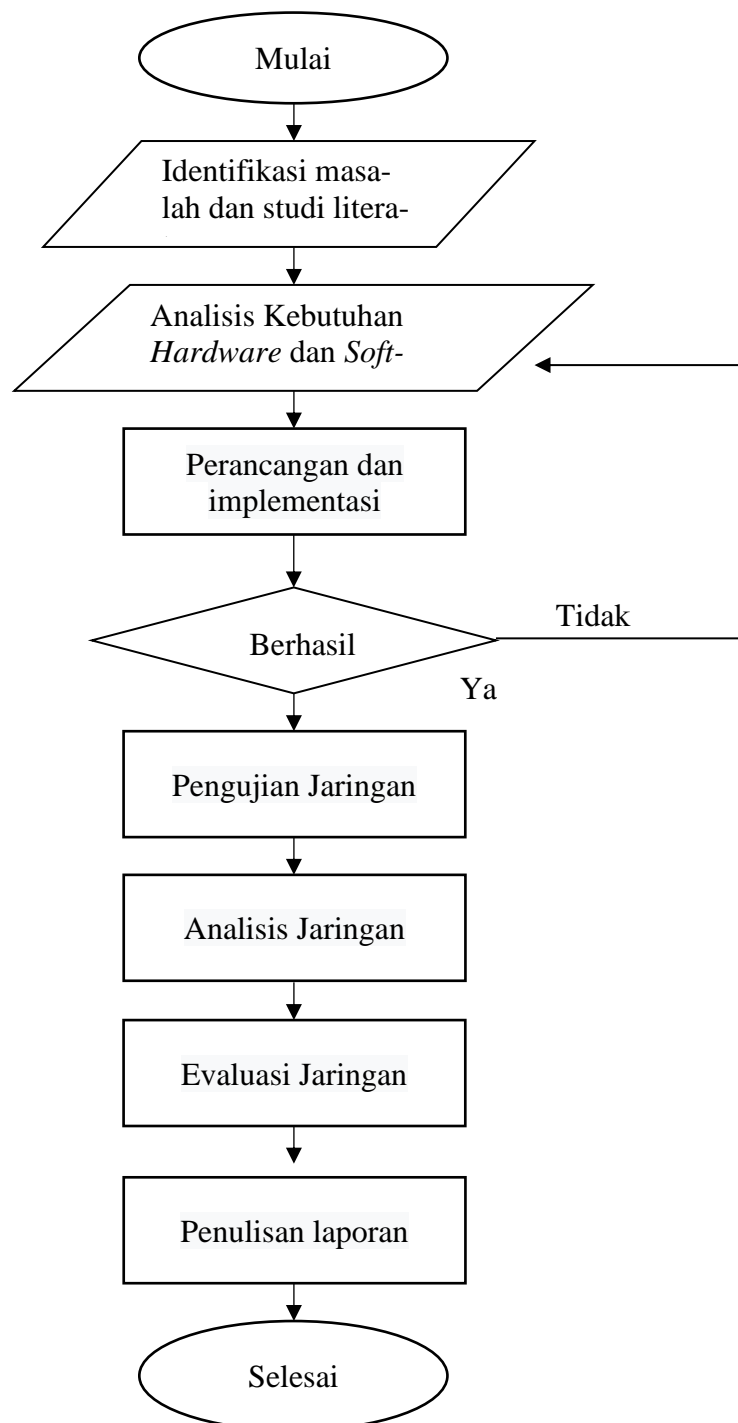 Mulai
Identifikasi masa-
lah dan studi litera-
Analisis Kebutuhan
Hardware dan Soft-
Perancangan dan
implementasi
Berhasil
Tidak
Ya
Pengujian Jaringan
Analisis Jaringan
Evaluasi Jaringan
Penulisan laporan
Selesai